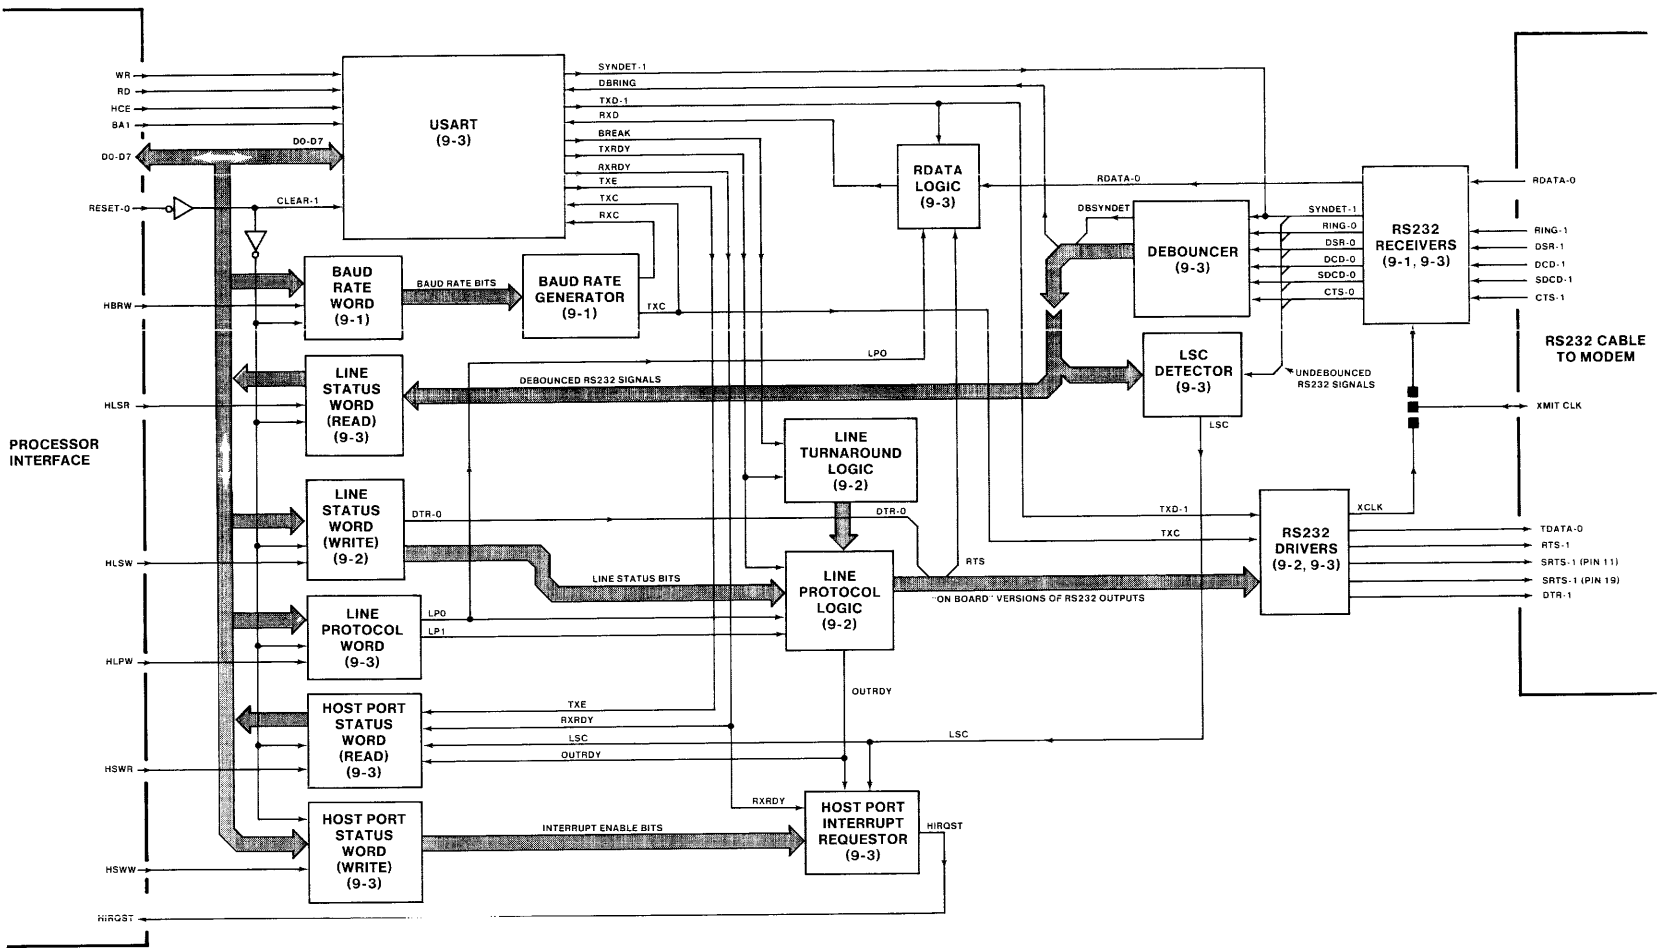 WR
RD
HCE
BA1
D0-D7
RESET-0
HBRW
HLSR
PROCESSOR
INTERFACE
HLSW
HLPW
HSWR
HSWW
HIRQST
D0-D7
CLEAR-1
USART
(9-3)
SYNDET-1
DBRING
TXD-1
RXD
BREAK
TXRDY
RXRDY
TXE
TXC
RXC
BAUD
RATE
WORD
(9-1)
BAUD RATE BITS
BAUD RATE
GENERATOR
(9-1)
TXC
LINE
STATUS
WORD
(READ)
(9-3)
LPO
DEBOUNCED RS232 SIGNALS
LINE
STATUS
WORD
(WRITE)
(9-2)
DTR-0
LINE STATUS BITS
LINE
PROTOCOL
WORD
(9-3)
LP0
LP1
HOST PORT
STATUS
WORD
(READ)
(9-3)
TXE
RXRDY
LSC
OUTRDY
HOST PORT
STATUS
WORD
(WRITE)
(9-3)
INTERRUPT ENABLE BITS
LINE
TURNAROUND
LOGIC
(9-2)
DTR-0
LINE
PROTOCOL
LOGIC
(9-2)
RTS
"ON BOARD" VERSIONS OF RS232 OUTPUTS
OUTRDY
LSC
RXRDY
HOST PORT
INTERRUPT
REQUESTOR
(9-3)
HIRQST
RDATA
LOGIC
(9-3)
RDATA-0
DBSYNDET
DEBOUNCER
(9-3)
SYNDET-1
RING-0
DSR-0
DCD-0
SDCD-0
CTS-0
LSC
DETECTOR
(9-3)
UNDEBOUNCED
RS232 SIGNALS
LSC
RS232
RECEIVERS
(9-1, 9-3)
TXD-1
TXC
RS232
DRIVERS
(9-2, 9-3)
XCLK
RDATA-0
RING-1
DSR-1
DCD-1
SDCD-1
CTS-1
RS232 CABLE
TO MODEM
XMIT CLK
TDATA-0
RTS-1
SRTS-1 (PIN 11)
SRTS-1 (PIN 19)
DTR-1